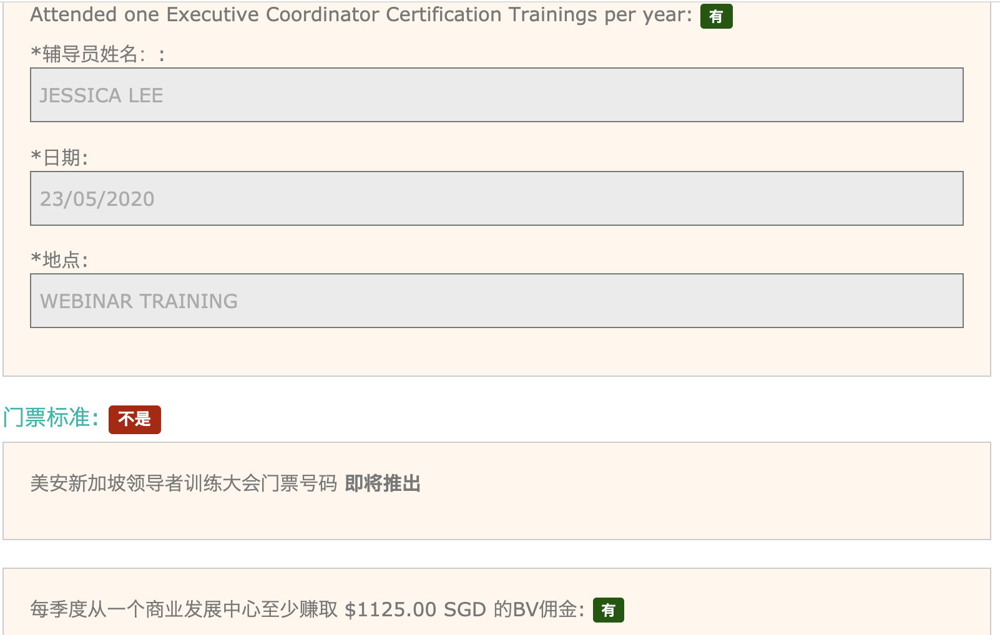 Attended one Executive Coordinator Certification Trainings per year: 有
*辅导员姓名：:
JESSICA LEE
*日期:
23/05/2020
*地点:
WEBINAR TRAINING
门票标准: 不是
美安新加坡领导者训练大会门票号码 即将推出
每季度从一个商业发展中心至少赚取 $1125.00 SGD 的BV佣金: 有